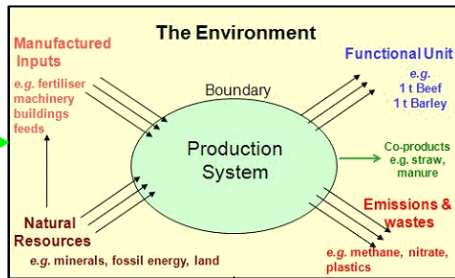 The Environment
Manufactured
Inputs
e.g. fertiliser
machinery
buildings
feeds
Boundary
Functional Unit
e.g.
1 t Beef
1 t Barley
Production
System
Co-products
e.g. straw,
manure
Natural
Resources
e.g. minerals, fossil energy, land
Emissions &
wastes
e.g. methane, nitrate,
plastics